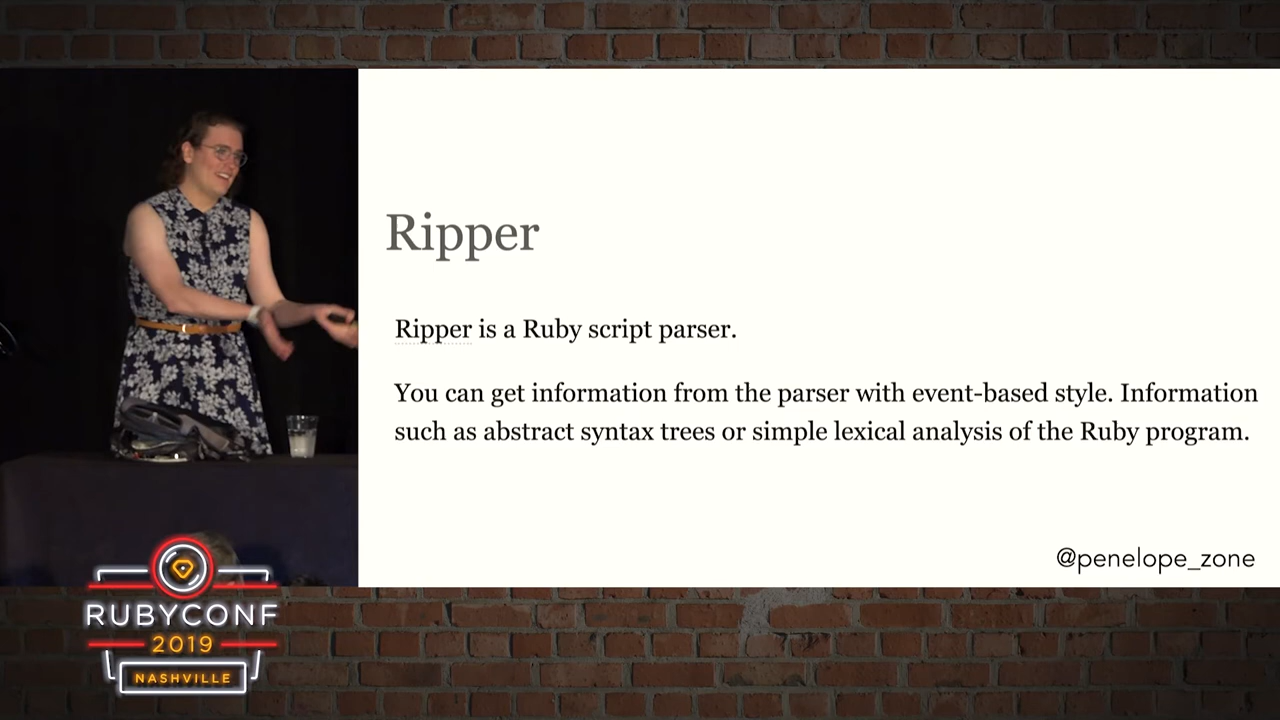 Ripper
Ripper is a Ruby script parser.
You can get information from the parser with event-based style. Information
such as abstract syntax trees or simple lexical analysis of the Ruby program.
@penelope_zone
RUBYCONF
2019
NASHVILLE